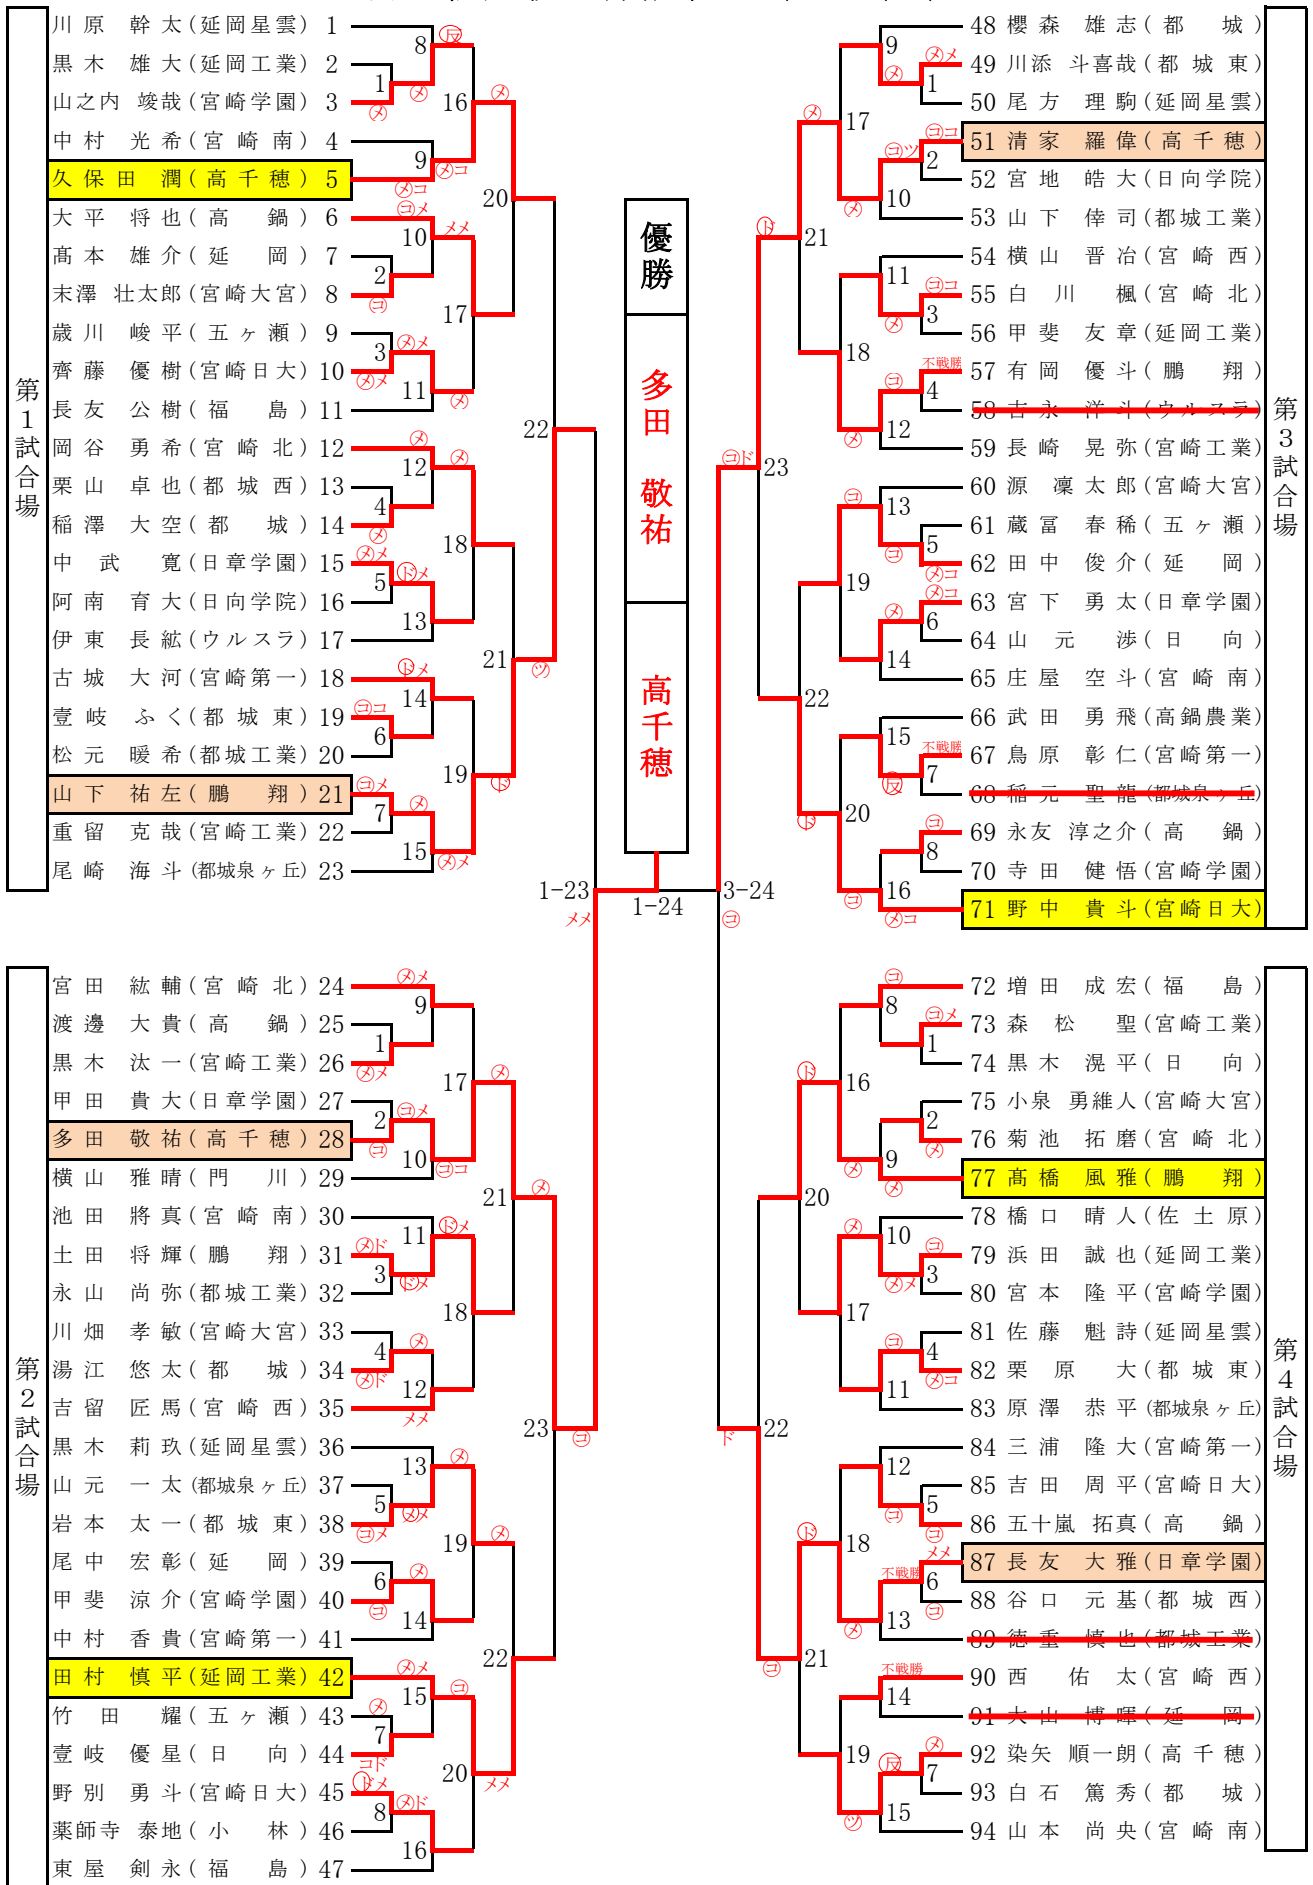 第1試合場
川原 幹太(延岡星雲) 1
黒木 雄大(延岡工業) 2
山之内 竣哉(宮崎学園) 3
中村 光希(宮崎南) 4
久保田 潤(高千穂) 5
大平 将也(高鍋) 6
髙本 雄介(延岡) 7
末澤 壮太郎(宮崎大宮) 8
歳川 峻平(五ヶ瀬) 9
齊藤 優樹(宮崎日大) 10
長友 公樹(福島) 11
岡谷 勇希(宮崎北) 12
栗山 卓也(都城西) 13
稲澤 大空(都城) 14
中武 寛(日章学園) 15
阿南 育大(日向学院) 16
伊東 長紘(ウルスラ) 17
古城 大河(宮崎第一) 18
壹岐 ふく(都城東) 19
松元 暖希(都城工業) 20
山下 祐左(鵬翔) 21
重留 克哉(宮崎工業) 22
尾崎 海斗(都城泉ヶ丘) 23
第2試合場
宮田 紘輔(宮崎北) 24
渡邊 大貴(高鍋) 25
黒木 汰一(宮崎工業) 26
甲田 貴大(日章学園) 27
多田 敬祐(高千穂) 28
横山 雅晴(門川) 29
池田 將真(宮崎南) 30
土田 将輝(鵬翔) 31
永山 尚弥(都城工業) 32
川畑 孝敏(宮崎大宮) 33
湯江 悠太(都城) 34
吉留 匠馬(宮崎西) 35
黒木 莉玖(延岡星雲) 36
山元 一太(都城泉ヶ丘) 37
岩本 太一(都城東) 38
尾中 宏彰(延岡) 39
甲斐 涼介(宮崎学園) 40
中村 香貴(宮崎第一) 41
田村 慎平(延岡工業) 42
竹田 耀(五ヶ瀬) 43
壹岐 優星(日向) 44
野別 勇斗(宮崎日大) 45
薬師寺 泰地(小林) 46
東屋 剣永(福島) 47
優勝
多田 敬祐
高千穂
1-23
1-24
3-24
第3試合場
48 櫻森 雄志(都城)
49 川添 斗喜哉(都城東)
50 尾方 理駒(延岡星雲)
51 清家 羅偉(高千穂)
52 宮地 皓大(日向学院)
53 山下 倖司(都城工業)
54 横山 晋冶(宮崎西)
55 白川 楓(宮崎北)
56 甲斐 友章(延岡工業)
57 有岡 優斗(鵬翔)
58 吉永 洋斗(ウルスラ)
59 長崎 晃弥(宮崎工業)
60 源 凜太郎(宮崎大宮)
61 蔵冨 春稀(五ヶ瀬)
62 田中 俊介(延岡)
63 宮下 勇太(日章学園)
64 山元 渉(日向)
65 庄屋 空斗(宮崎南)
66 武田 勇飛(高鍋農業)
67 鳥原 彰仁(宮崎第一)
68 稲元 聖龍(都城泉ヶ丘)
69 永友 淳之介(高鍋)
70 寺田 健悟(宮崎学園)
71 野中 貴斗(宮崎日大)
第4試合場
72 増田 成宏(福島)
73 森松 聖(宮崎工業)
74 黒木 滉平(日向)
75 小泉 勇維人(宮崎大宮)
76 菊池 拓磨(宮崎北)
77 髙橋 風雅(鵬翔)
78 橋口 晴人(佐土原)
79 浜田 誠也(延岡工業)
80 宮本 隆平(宮崎学園)
81 佐藤 魁詩(延岡星雲)
82 栗原 大(都城東)
83 原澤 恭平(都城泉ヶ丘)
84 三浦 隆大(宮崎第一)
85 吉田 周平(宮崎日大)
86 五十嵐 拓真(高鍋)
87 長友 大雅(日章学園)
88 谷口 元基(都城西)
89 徳重 慎也(都城工業)
90 西 佑太(宮崎西)
91 大山 博暉(延岡)
92 染矢 順一朗(高千穂)
93 白石 篤秀(都城)
94 山本 尚央(宮崎南)